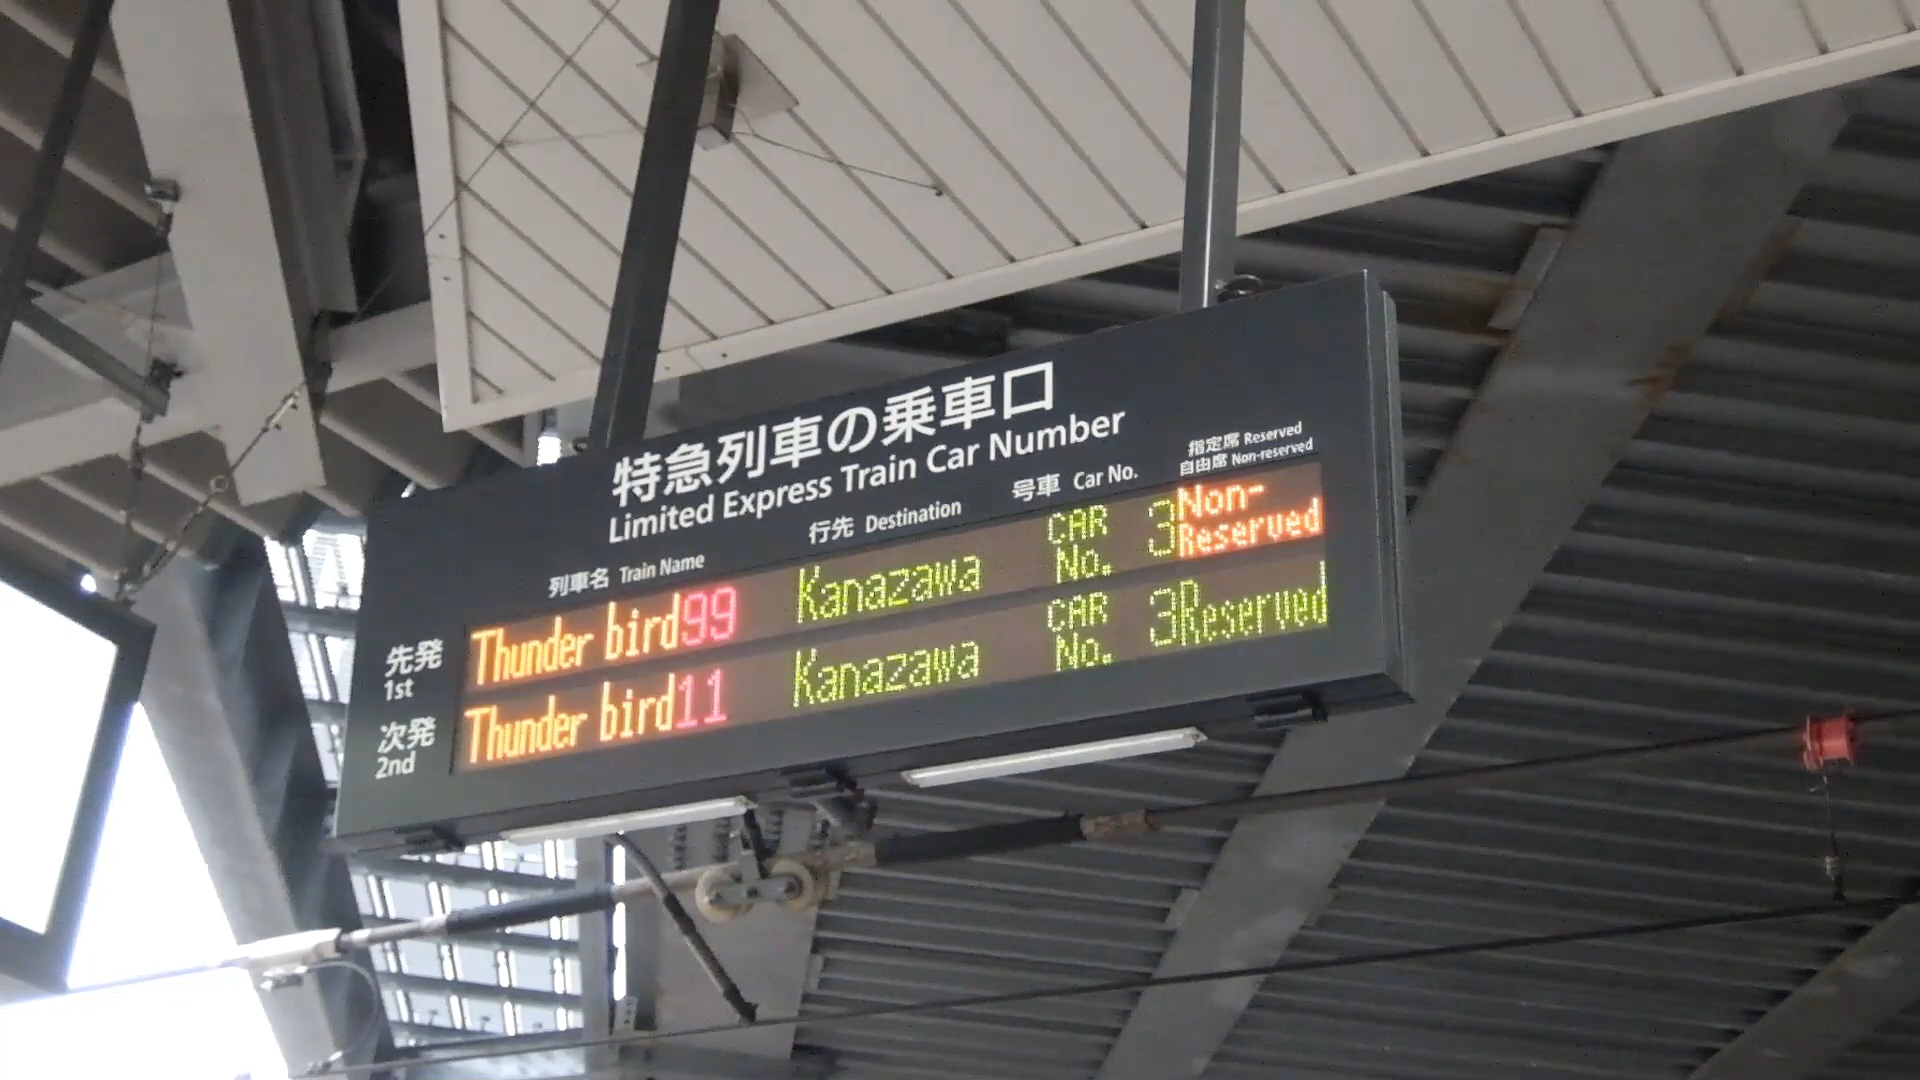 特急列車の乗車口
Limited Express Train Car Number
列車名 Train Name
行先 Destination
号車 Car No.
指定席 Reserved
自由席 Non-reserved
先発
1st
Thunder bird99 Kanazawa CAR No. 3 Non-Reserved
次発
2nd
Thunder bird11 Kanazawa CAR No. 3 Reserved